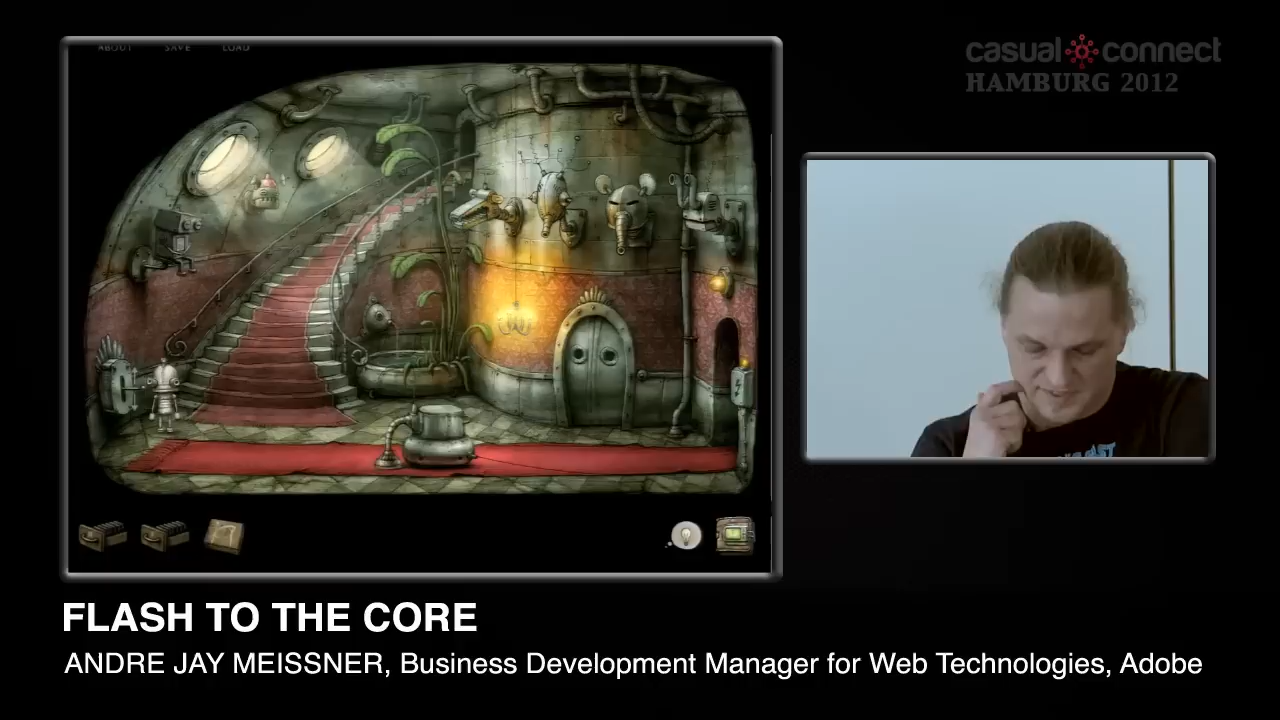 ABOUT SAVE LOAD
casual connect
HAMBURG 2012
FLASH TO THE CORE
ANDRE JAY MEISSNER, Business Development Manager for Web Technologies, Adobe